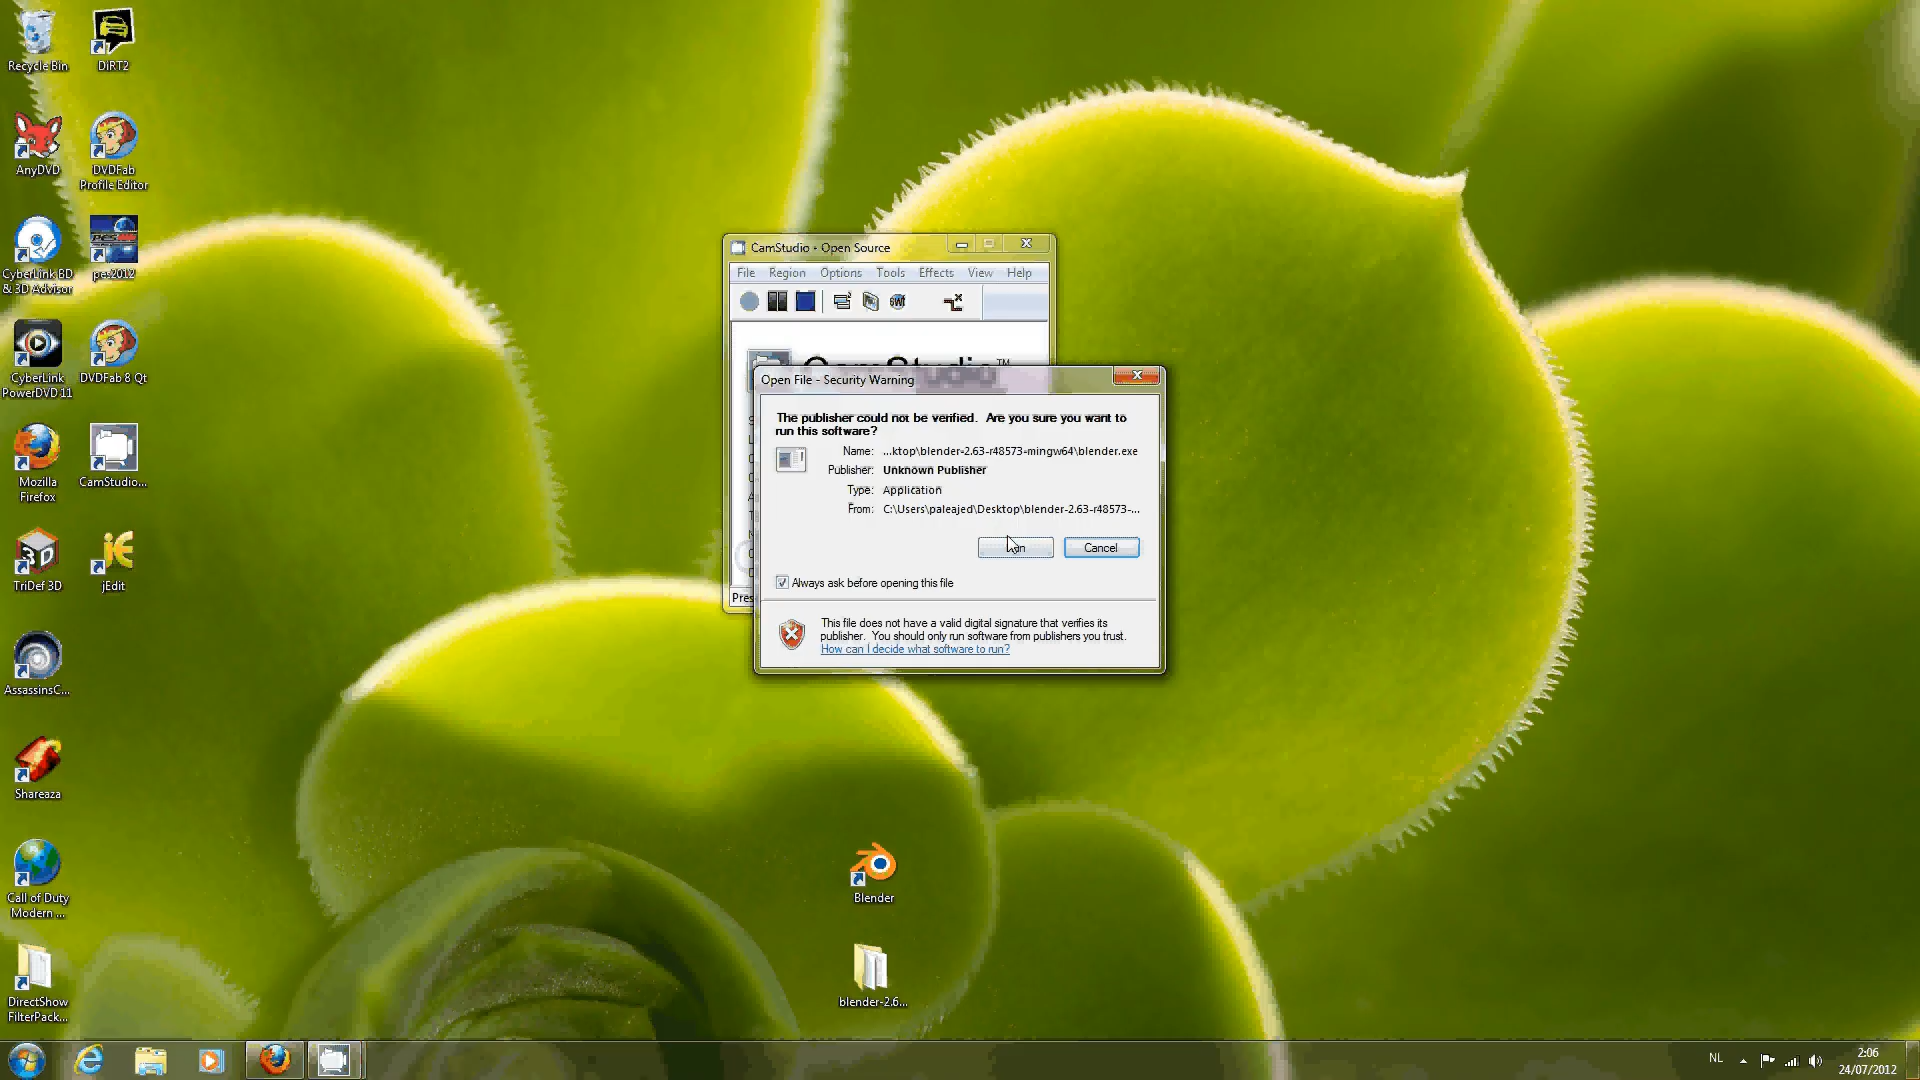 Recycle Bin
DiRT2
AnyDVD
DVDFab
Profile Editor
CyberLink BD
& 3D Advisor
pes2012
CyberLink
PowerDVD 11
DVDFab 8 Qt
Mozilla
Firefox
CamStudio...
TriDef 3D
jEdit
AssassinsC...
Shareaza
Call of Duty
Modern ...
DirectShow
FilterPack...
Blender
blender-2.6...
CamStudio - Open Source
File Region Options Tools Effects View Help
CamStudio™
Pres
Open File - Security Warning
The publisher could not be verified. Are you sure you want to
run this software?
Name: ...ktop\blender-2.63-r48573-mingw64\blender.exe
Publisher: Unknown Publisher
Type: Application
From: C:\Users\paleajed\Desktop\blender-2.63-r48573-...
Cancel
Always ask before opening this file
This file does not have a valid digital signature that verifies its
publisher. You should only run software from publishers you trust.
How can I decide what software to run?
NL
2:06
24/07/2012